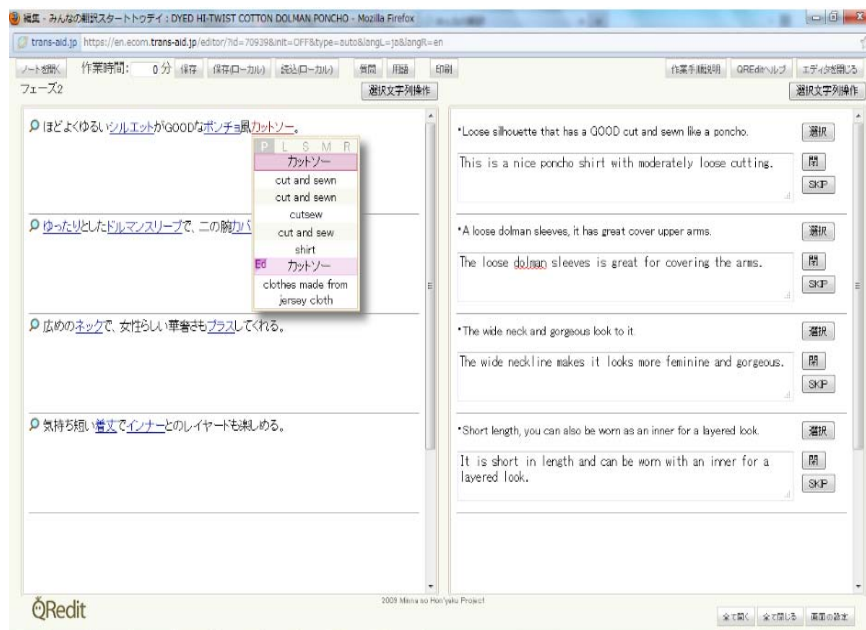 編集 - みんなの翻訳スタートトゥデイ : DYED HI-TWIST COTTON DOLMAN PONCHO - Mozilla Firefox
trans-aid.jp https://en.ecom.trans-aid.jp/editor/?id=70939&init=OFF&type=auto&langL=ja&langR=en
ノートを開く 作業時間: 0 分 保存 保存(ローカル) 読込(ローカル) 質問 用語 印刷 作業手順説明 QReditヘルプ エディタを閉じる
フェーズ2 選択文字列操作 選択文字列操作
ほどよくゆるいシルエットがGOODなポンチョ風カットソー。
P L S M R
カットソー
cut and sewn
cut and sewn
cutsew
cut and sew
shirt
Ed カットソー
clothes made from
jersey cloth
*Loose silhouette that has a GOOD cut and sewn like a poncho. 選択
This is a nice poncho shirt with moderately loose cutting. 閉
SKIP
ゆったりとしたドルマンスリーブで、二の腕カバ
*A loose dolman sleeves, it has great cover upper arms. 選択
The loose dolman sleeves is great for covering the arms. 閉
SKIP
広めのネックで、女性らしい華奢さもプラスしてくれる。
*The wide neck and gorgeous look to it 選択
The wide neckline makes it looks more feminine and gorgeous. 閉
SKIP
気持ち短い着丈でインナーとのレイヤードも楽しめる。
*Short length, you can also be worn as an inner for a layered look. 選択
It is short in length and can be worn with an inner for a 閉
layered look.
SKIP
QRedit
2009 Minna no Hon'yaku Project
全て開く 全て閉じる 画面の設定